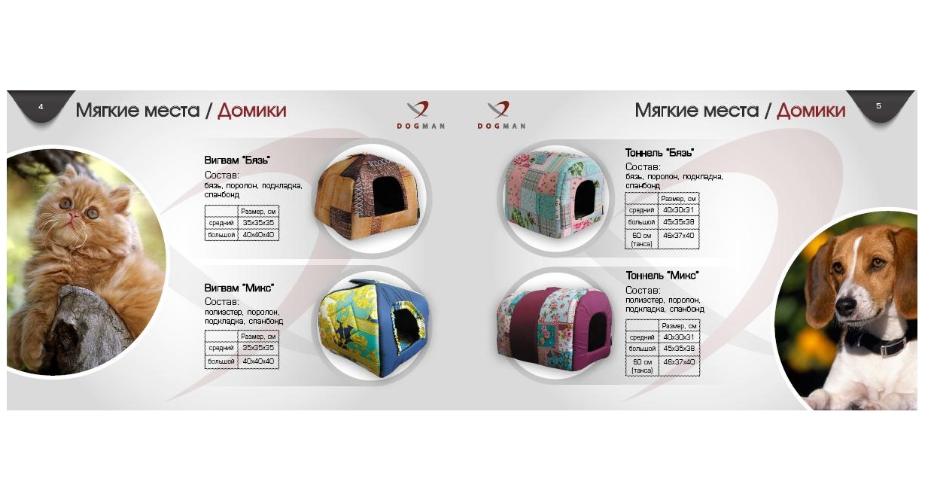 4
Мягкие места / Домики
DOGMAN
Вигвам "Бязь"
Состав:
бязь, поролон, подкладка,
спанбонд
Размер, см
средний 35х35х35
большой 40х40х40
Вигвам "Микс"
Состав:
полиэстер, поролон,
подкладка, спанбонд
Размер, см
средний 35х35х35
большой 40х40х40
DOGMAN
Мягкие места / Домики
5
Тоннель "Бязь"
Состав:
бязь, поролон, подкладка,
спанбонд
Размер, см
средний 40х30х31
большой 45х35х38
60 см 46х37х40
(такса)
Тоннель "Микс"
Состав:
полиэстер, поролон,
подкладка, спанбонд
Размер, см
средний 40х30х31
большой 45х35х38
60 см 46х37х40
(такса)